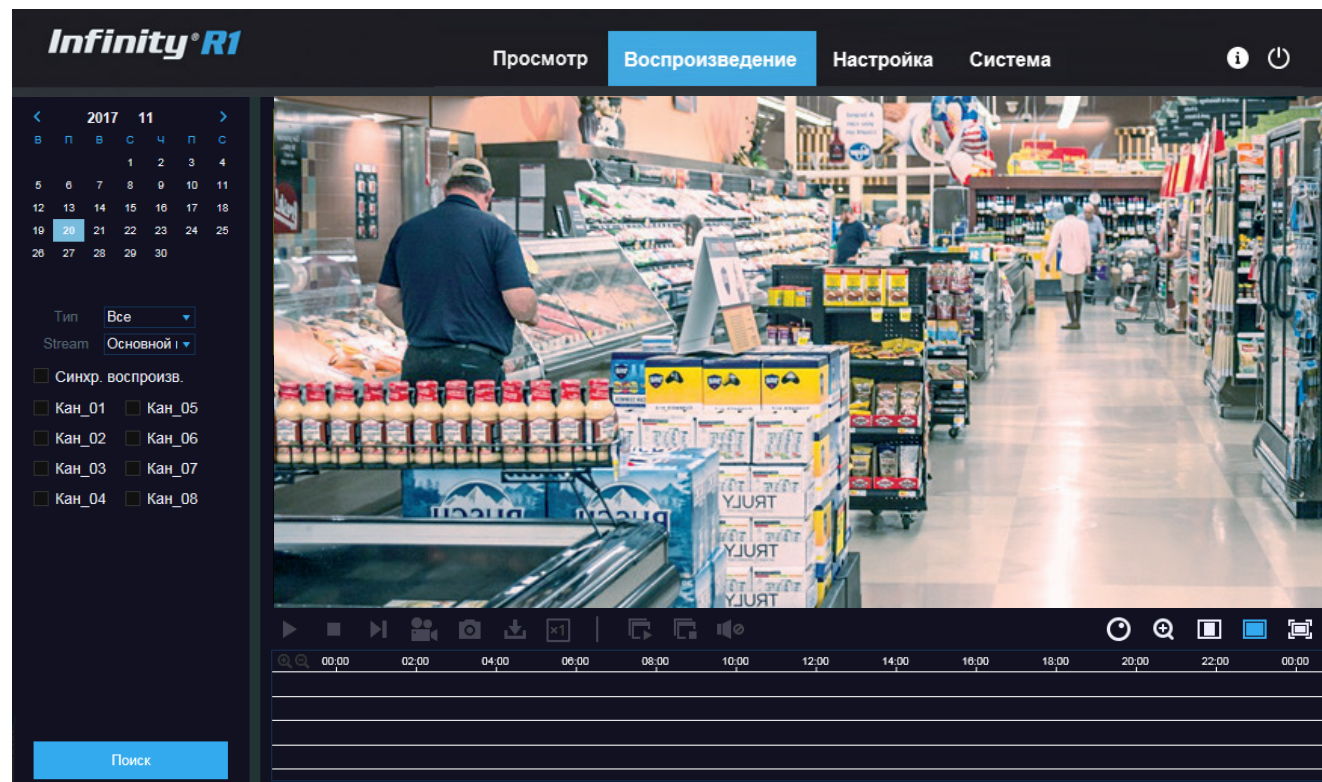 Infinity® R1
Просмотр Воспроизведение Настройка Система
2017 11
В П В С Ч П С
1 2 3 4
5 6 7 8 9 10 11
12 13 14 15 16 17 18
19 20 21 22 23 24 25
26 27 28 29 30
Тип Все
Stream Основной
Синхр. воспроизв.
Кан_01 Кан_05
Кан_02 Кан_06
Кан_03 Кан_07
Кан_04 Кан_08
Поиск
BUSCH
TRULY
TRULY
TRULY
x1
00:00 02:00 04:00 06:00 08:00 10:00 12:00 14:00 16:00 18:00 20:00 22:00 00:00